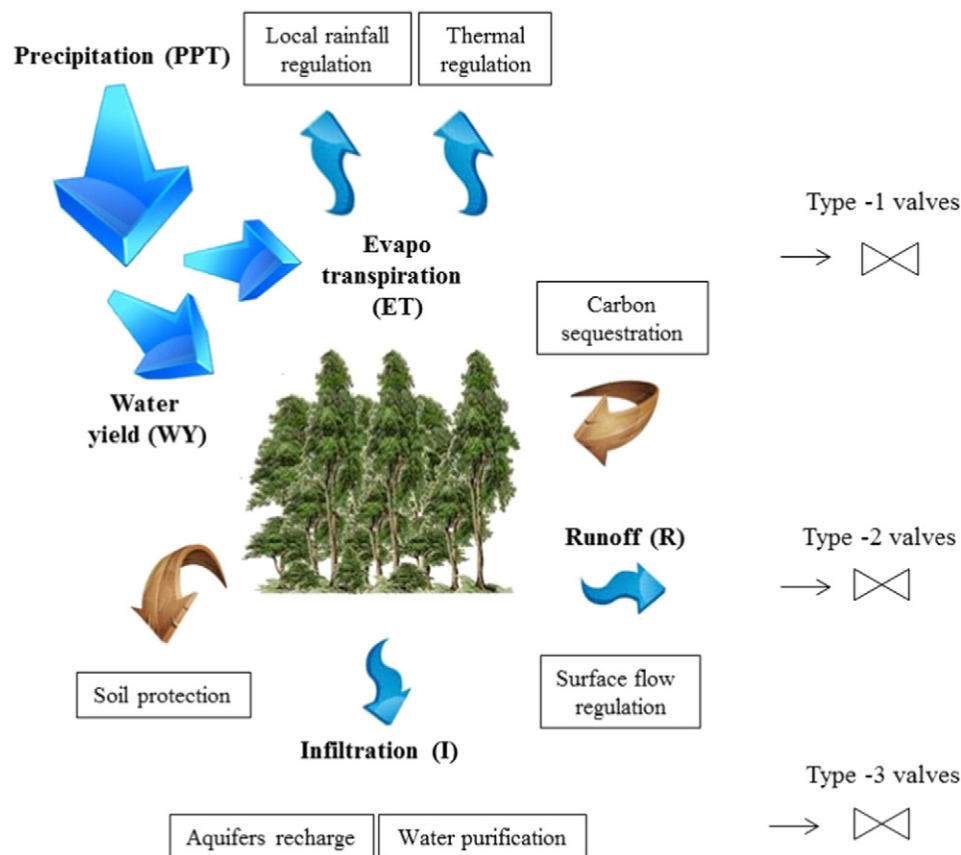 Precipitation (PPT)
Local rainfall
regulation
Thermal
regulation
Type -1 valves
Evapo
transpiration
(ET)
Carbon
sequestration
Water
yield (WY)
Runoff (R)
Type -2 valves
Soil protection
Surface flow
regulation
Infiltration (I)
Type -3 valves
Aquifers recharge
Water purification